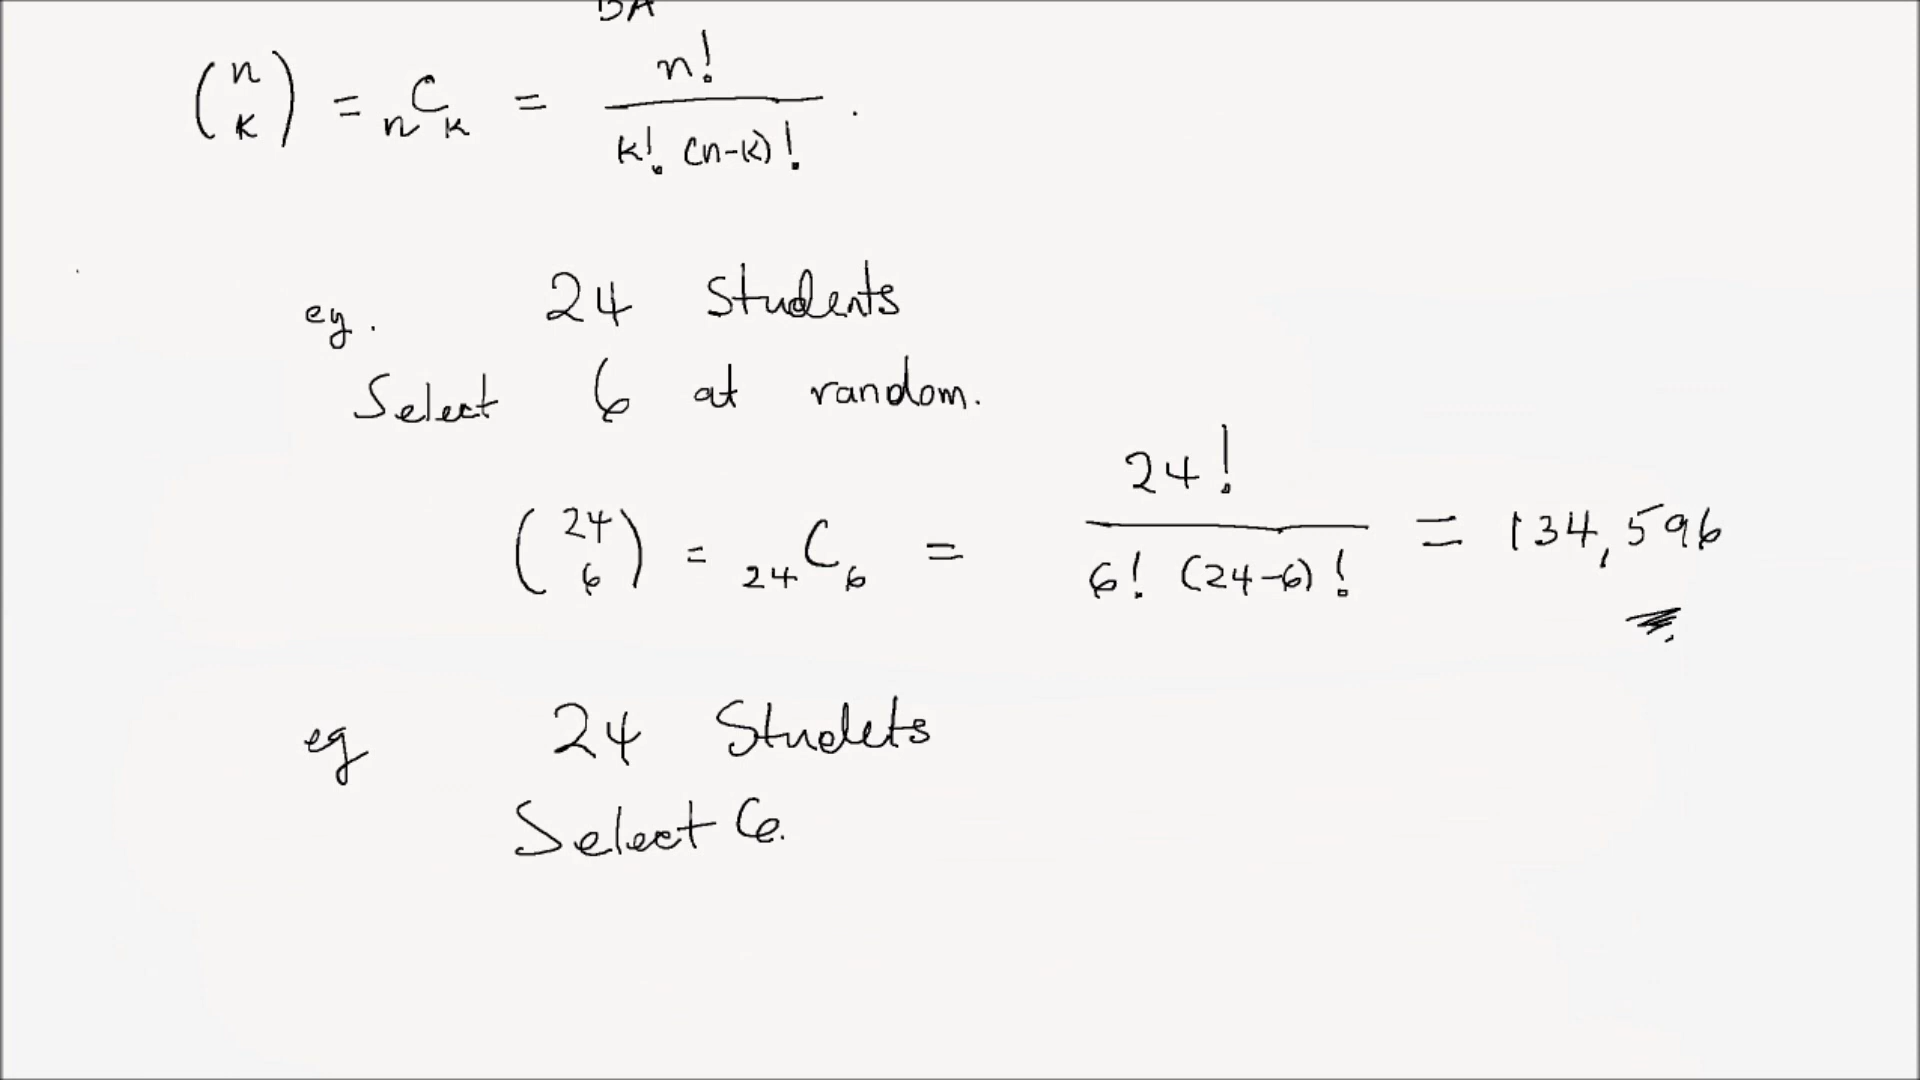 (n k) = nCk = n! / k! (n-k)! .
eg. 24 Students
Select 6 at random.
(24 6) = 24C6 = 24! / 6! (24-6)! = 134,596
eg 24 Studets
Select 6.